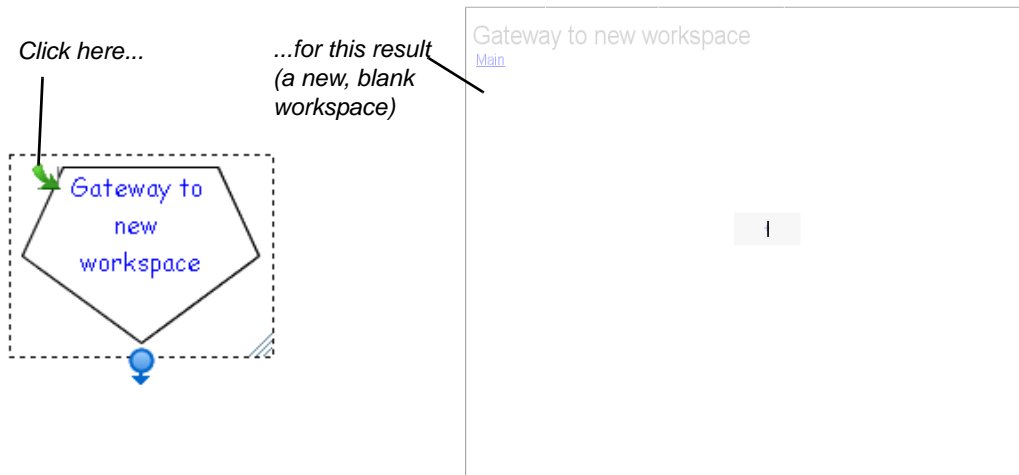 Click here...
Gateway to
new
workspace
...for this result
(a new, blank
workspace)
Gateway to new workspace
Main